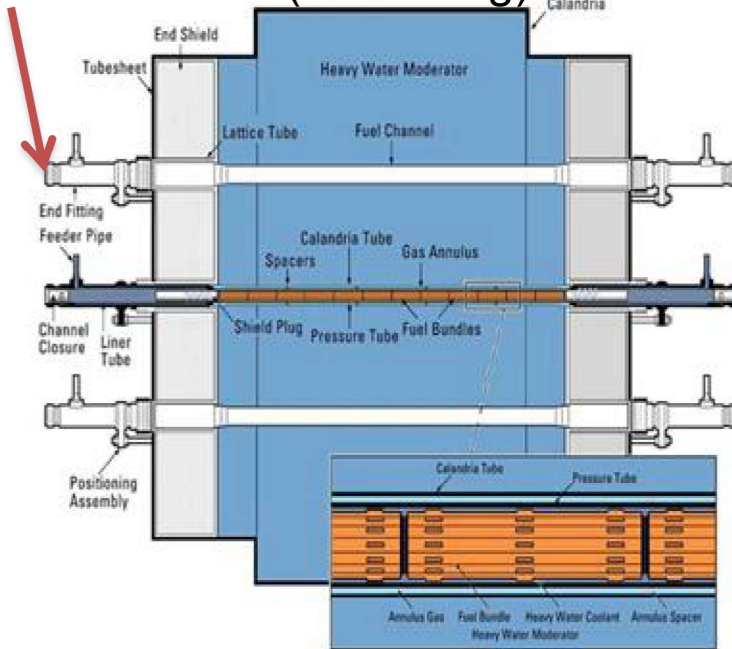 Calandria
End Shield
Tubesheet
Heavy Water Moderator
Lattice Tube
Fuel Channel
End Fitting
Feeder Pipe
Calandria Tube
Spacers
Gas Annulus
Channel
Closure
Liner
Tube
Shield Plug
Pressure Tube
Fuel Bundles
Positioning
Assembly
Calandria Tube
Pressure Tube
Annulus Gas
Fuel Bundle
Heavy Water Coolant
Annulus Spacer
Heavy Water Moderator